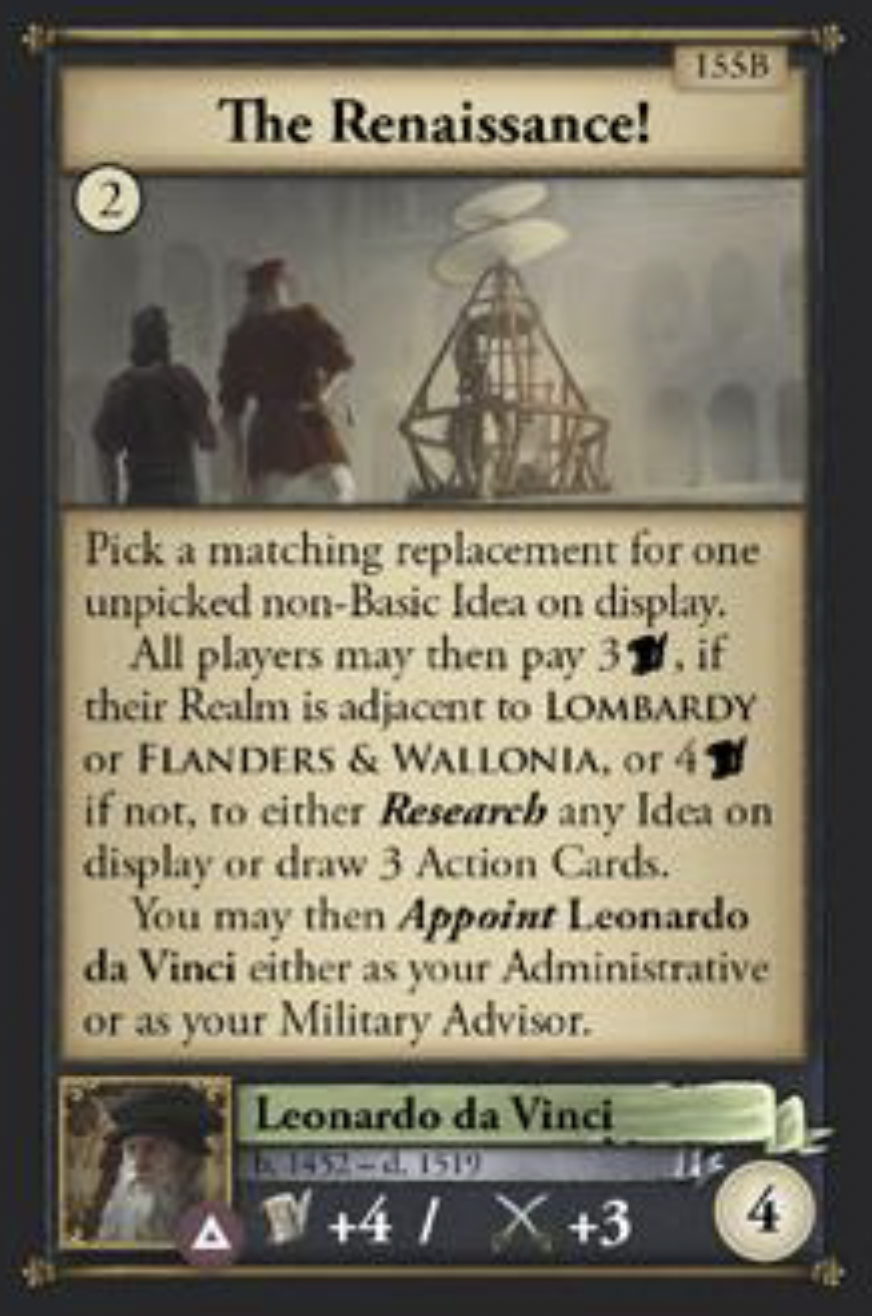 155B
The Renaissance!
2
Pick a matching replacement for one
unpicked non-Basic Idea on display.
All players may then pay 3 , if
their Realm is adjacent to LOMBARDY
or FLANDERS & WALLONIA, or 4
if not, to either Research any Idea on
display or draw 3 Action Cards.
You may then Appoint Leonardo
da Vinci either as your Administrative
or as your Military Advisor.
Leonardo da Vinci
b. 1452 – d. 1519
+4 / +3
4